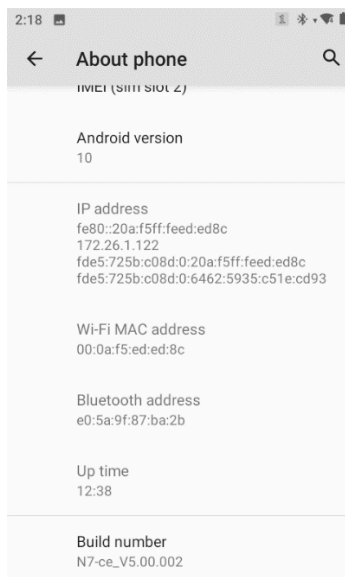 2:18
1
About phone
IMEI (sim slot 2)
Android version
10
IP address
fe80::20a:f5ff:feed:ed8c
172.26.1.122
fde5:725b:c08d:0:20a:f5ff:feed:ed8c
fde5:725b:c08d:0:6462:5935:c51e:cd93
Wi-Fi MAC address
00:0a:f5:ed:ed:8c
Bluetooth address
e0:5a:9f:87:ba:2b
Up time
12:38
Build number
N7-ce_V5.00.002